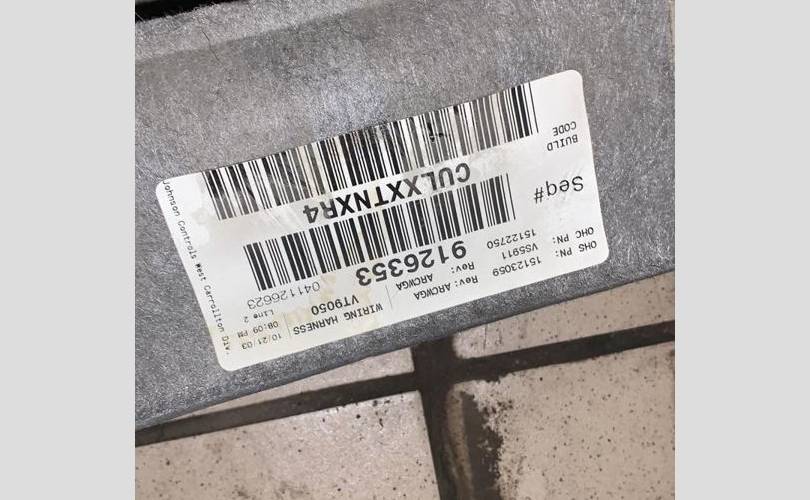 OHS PN: 15123059 Rev: ARCWGA
OHC PN: VS5911 Rev: ARCWGA
15122750
WIRING HARNESS
VT9050
10/21/03
08:09 PM
Line 2
Seq# 9126353
041126623
BUILD
CODE
CULXXTNXR4
Johnson Controls West Carrollton Div.